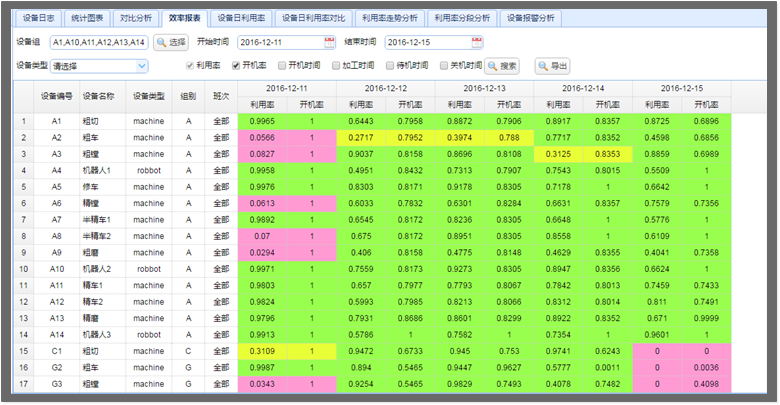 设备日志 统计图表 对比分析 效率报表 设备日利用率 设备日利用率对比 利用率走势分析 利用率分段分析 设备报警分析
设备组 A1,A10,A11,A12,A13,A14 选择 开始时间 2016-12-11 结束时间 2016-12-15
设备类型 请选择 利用率 开机率 开机时间 加工时间 待机时间 关机时间 搜索 导出
设备编号 设备名称 设备类型 组别 班次 2016-12-11 2016-12-12 2016-12-13 2016-12-14 2016-12-15
利用率 开机率 利用率 开机率 利用率 开机率 利用率 开机率 利用率 开机率
1 A1 粗切 machine A 全部 0.9965 1 0.6443 0.7958 0.8872 0.7906 0.8917 0.8357 0.8725 0.6896
2 A2 粗车 machine A 全部 0.0566 1 0.2717 0.7952 0.3974 0.788 0.7717 0.8352 0.4598 0.6856
3 A3 粗镗 machine A 全部 0.0827 1 0.9037 0.8158 0.8696 0.8108 0.3125 0.8353 0.8859 0.6989
4 A4 机器人1 robbot A 全部 0.9958 1 0.4951 0.8432 0.7313 0.7907 0.7543 0.8015 0.5509 1
5 A5 修车 machine A 全部 0.9976 1 0.8303 0.8171 0.9178 0.8305 0.7178 1 0.6642 1
6 A6 精镗 machine A 全部 0.0613 1 0.6033 0.7832 0.6301 0.8284 0.6631 0.8357 0.7579 0.7356
7 A7 半精车1 machine A 全部 0.9892 1 0.6545 0.8172 0.8236 0.8305 0.6648 1 0.5776 1
8 A8 半精车2 machine A 全部 0.07 1 0.675 0.8172 0.8951 0.8305 0.8558 1 0.6109 1
9 A9 粗磨 machine A 全部 0.0294 1 0.406 0.8158 0.4775 0.8148 0.4629 0.8355 0.4041 0.7358
10 A10 机器人2 robbot A 全部 0.9971 1 0.7559 0.8173 0.9273 0.8305 0.8947 0.8356 0.6624 1
11 A11 精车1 machine A 全部 0.9803 1 0.657 0.7977 0.7793 0.8067 0.7842 0.8013 0.7459 0.7433
12 A12 精车2 machine A 全部 0.9824 1 0.5993 0.7985 0.8213 0.8066 0.8312 0.8014 0.811 0.7491
13 A13 精磨 machine A 全部 0.9796 1 0.7931 0.8686 0.8601 0.8299 0.8922 0.8352 0.671 0.9999
14 A14 机器人3 robbot A 全部 0.9913 1 0.5786 1 0.7582 1 0.7354 1 0.9601 1
15 C1 粗切 machine C 全部 0.3109 1 0.9472 0.6733 0.945 0.753 0.9741 0.6243 0 0
16 G2 粗车 machine G 全部 0.9987 1 0.894 0.5465 0.9447 0.9627 0.5777 0.0011 0 0.0036
17 G3 粗镗 machine G 全部 0.0343 1 0.9254 0.5465 0.9829 0.7493 0.4078 0.7482 0 0.4098